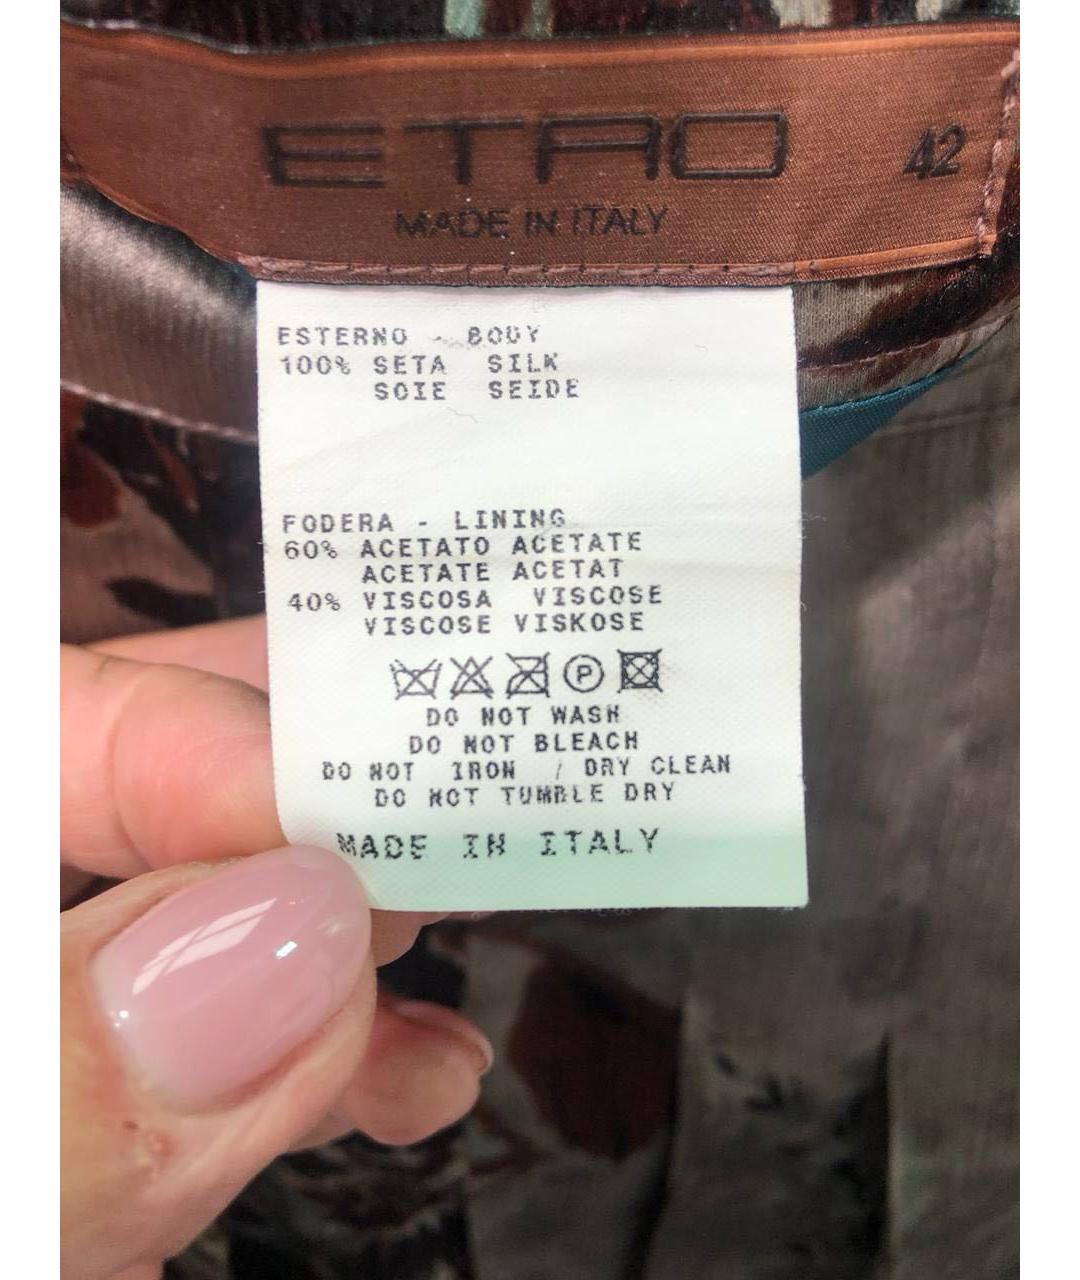 ETRO 42
MADE IN ITALY
ESTERNO - BODY
100% SETA SILK
SOIE SEIDE
FODERA - LINING
60% ACETATO ACETATE
ACETATE ACETAT
40% VISCOSA VISCOSE
VISCOSE VISKOSE
P
DO NOT WASH
DO NOT BLEACH
DO NOT IRON / DRY CLEAN
DO NOT TUMBLE DRY
MADE IN ITALY